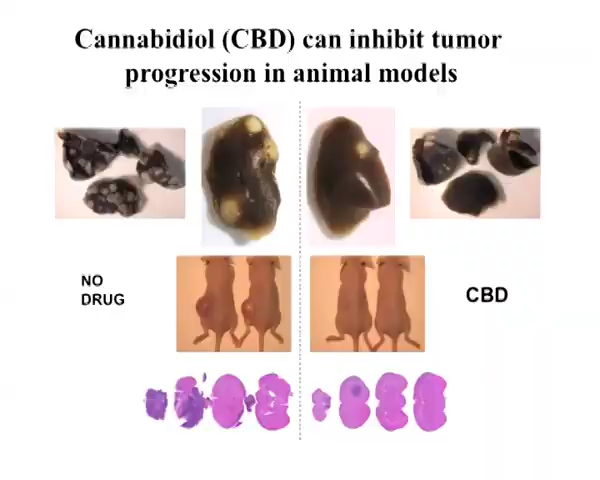 Cannabidiol (CBD) can inhibit tumor
progression in animal models
NO
DRUG
CBD